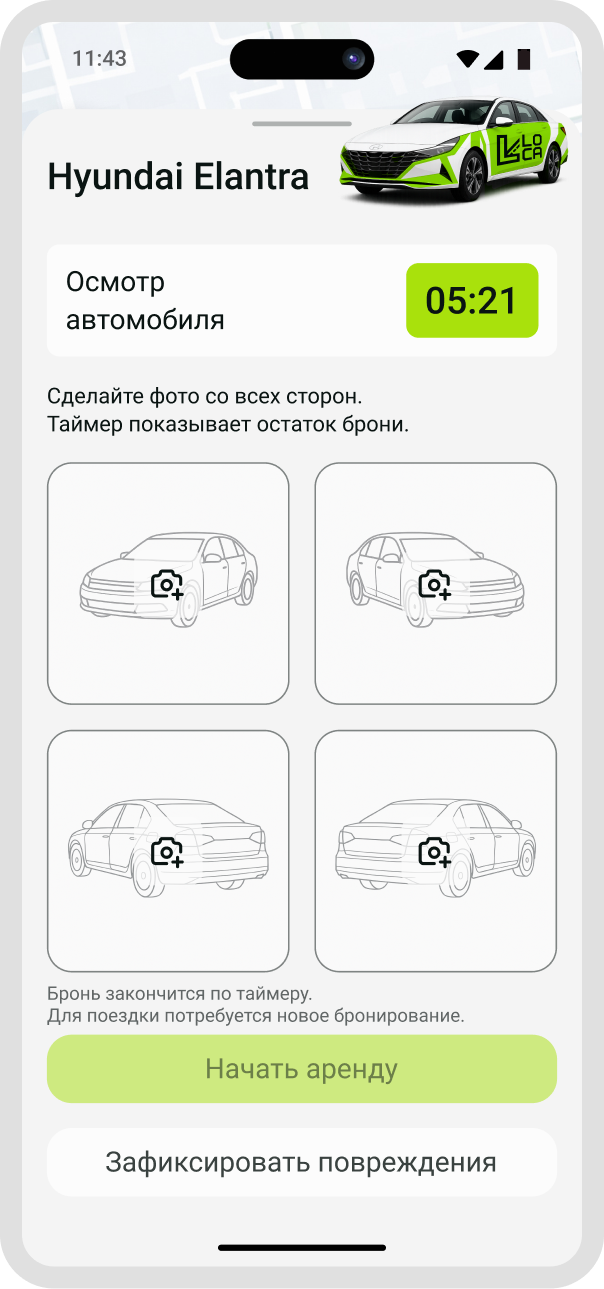 11:43
Hyundai Elantra
LO
CA
Осмотр
автомобиля
05:21
Сделайте фото со всех сторон.
Таймер показывает остаток брони.
Бронь закончится по таймеру.
Для поездки потребуется новое бронирование.
Начать аренду
Зафиксировать повреждения